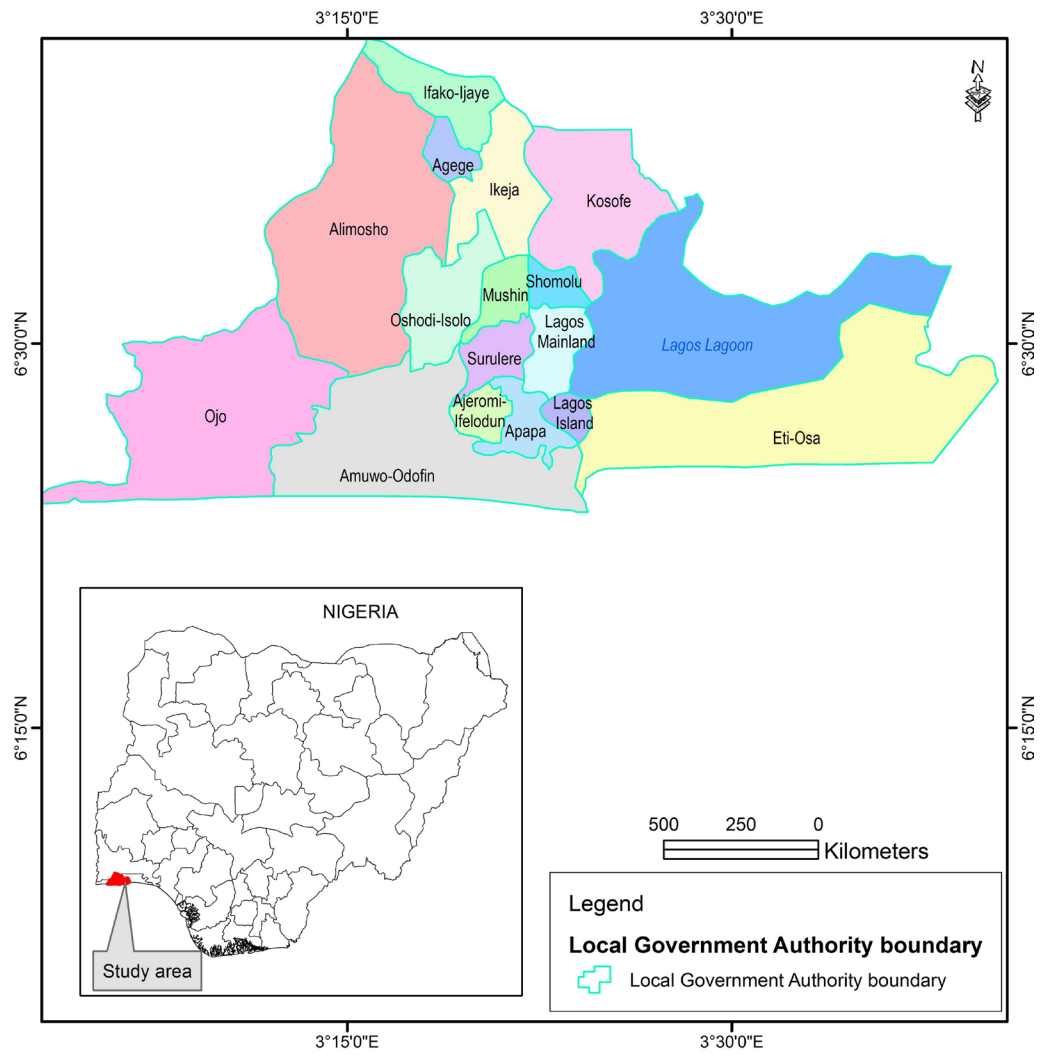 3°15'0"E
3°30'0"E
N
Ifako-Ijaye
Agege
Ikeja
Kosofe
Alimosho
Shomolu
Mushin
Oshodi-Isolo
Lagos
Mainland
6°30'0"N
6°30'0"N
Lagos Lagoon
Surulere
Ajeromi-
Ifelodun
Lagos
Island
Ojo
Apapa
Eti-Osa
Amuwo-Odofin
NIGERIA
6°15'0"N
6°15'0"N
500 250 0
Kilometers
Legend
Local Government Authority boundary
Local Government Authority boundary
Study area
3°15'0"E
3°30'0"E